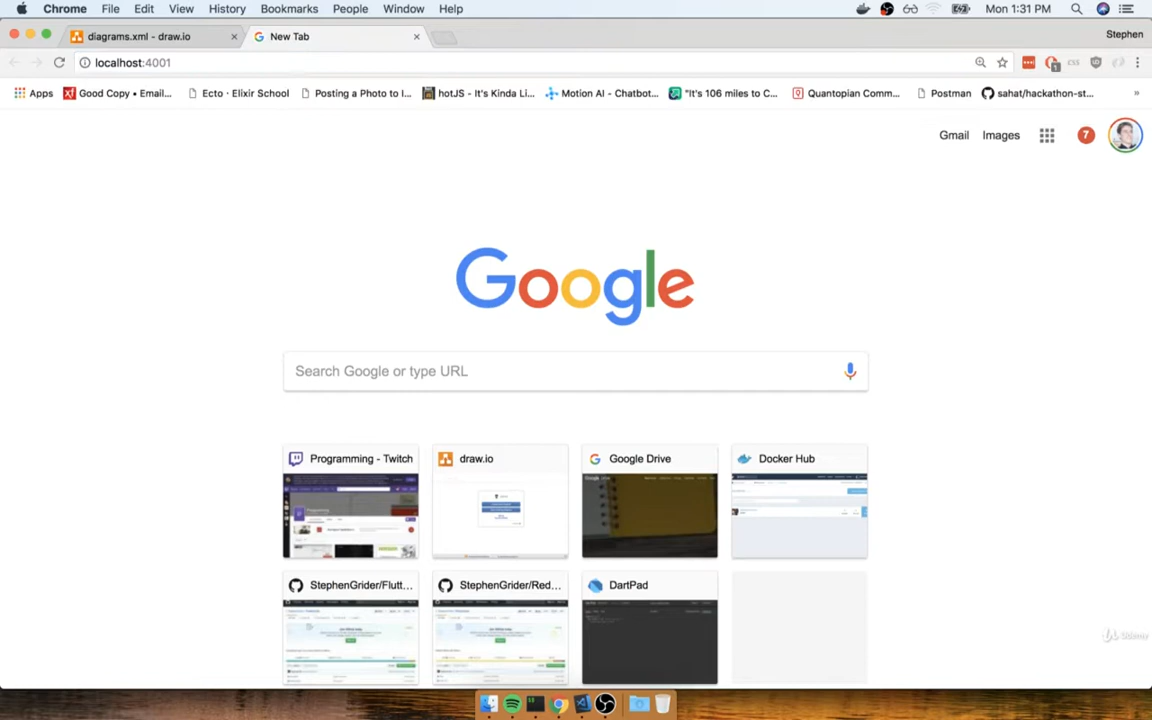 Chrome File Edit View History Bookmarks People Window Help Mon 1:31 PM
diagrams.xml - draw.io New Tab Stephen
localhost:4001
Apps Good Copy • Email... Ecto · Elixir School Posting a Photo to I... hotJS - It's Kinda Li... Motion AI - Chatbot... "It's 106 miles to C... Quantopian Comm... Postman sahat/hackathon-st... »
Gmail Images 7
Google
Search Google or type URL
Programming - Twitch draw.io Google Drive Docker Hub
StephenGrider/Flutt... StephenGrider/Red... DartPad
Udemy